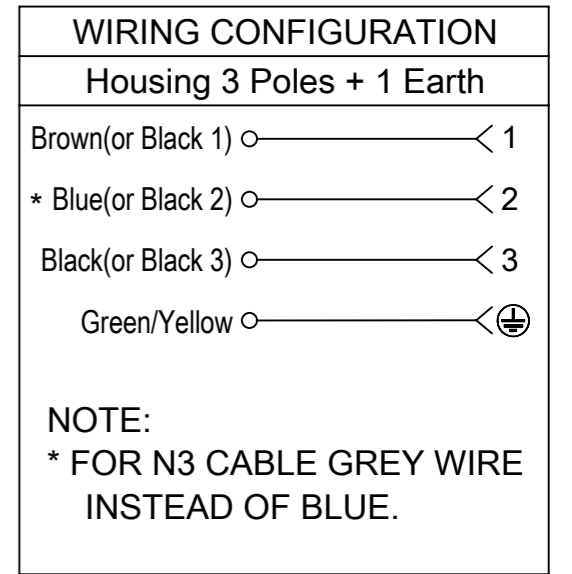 WIRING CONFIGURATION
Housing 3 Poles + 1 Earth
Brown(or Black 1) 1
* Blue(or Black 2) 2
Black(or Black 3) 3
Green/Yellow
NOTE:
* FOR N3 CABLE GREY WIRE
INSTEAD OF BLUE.